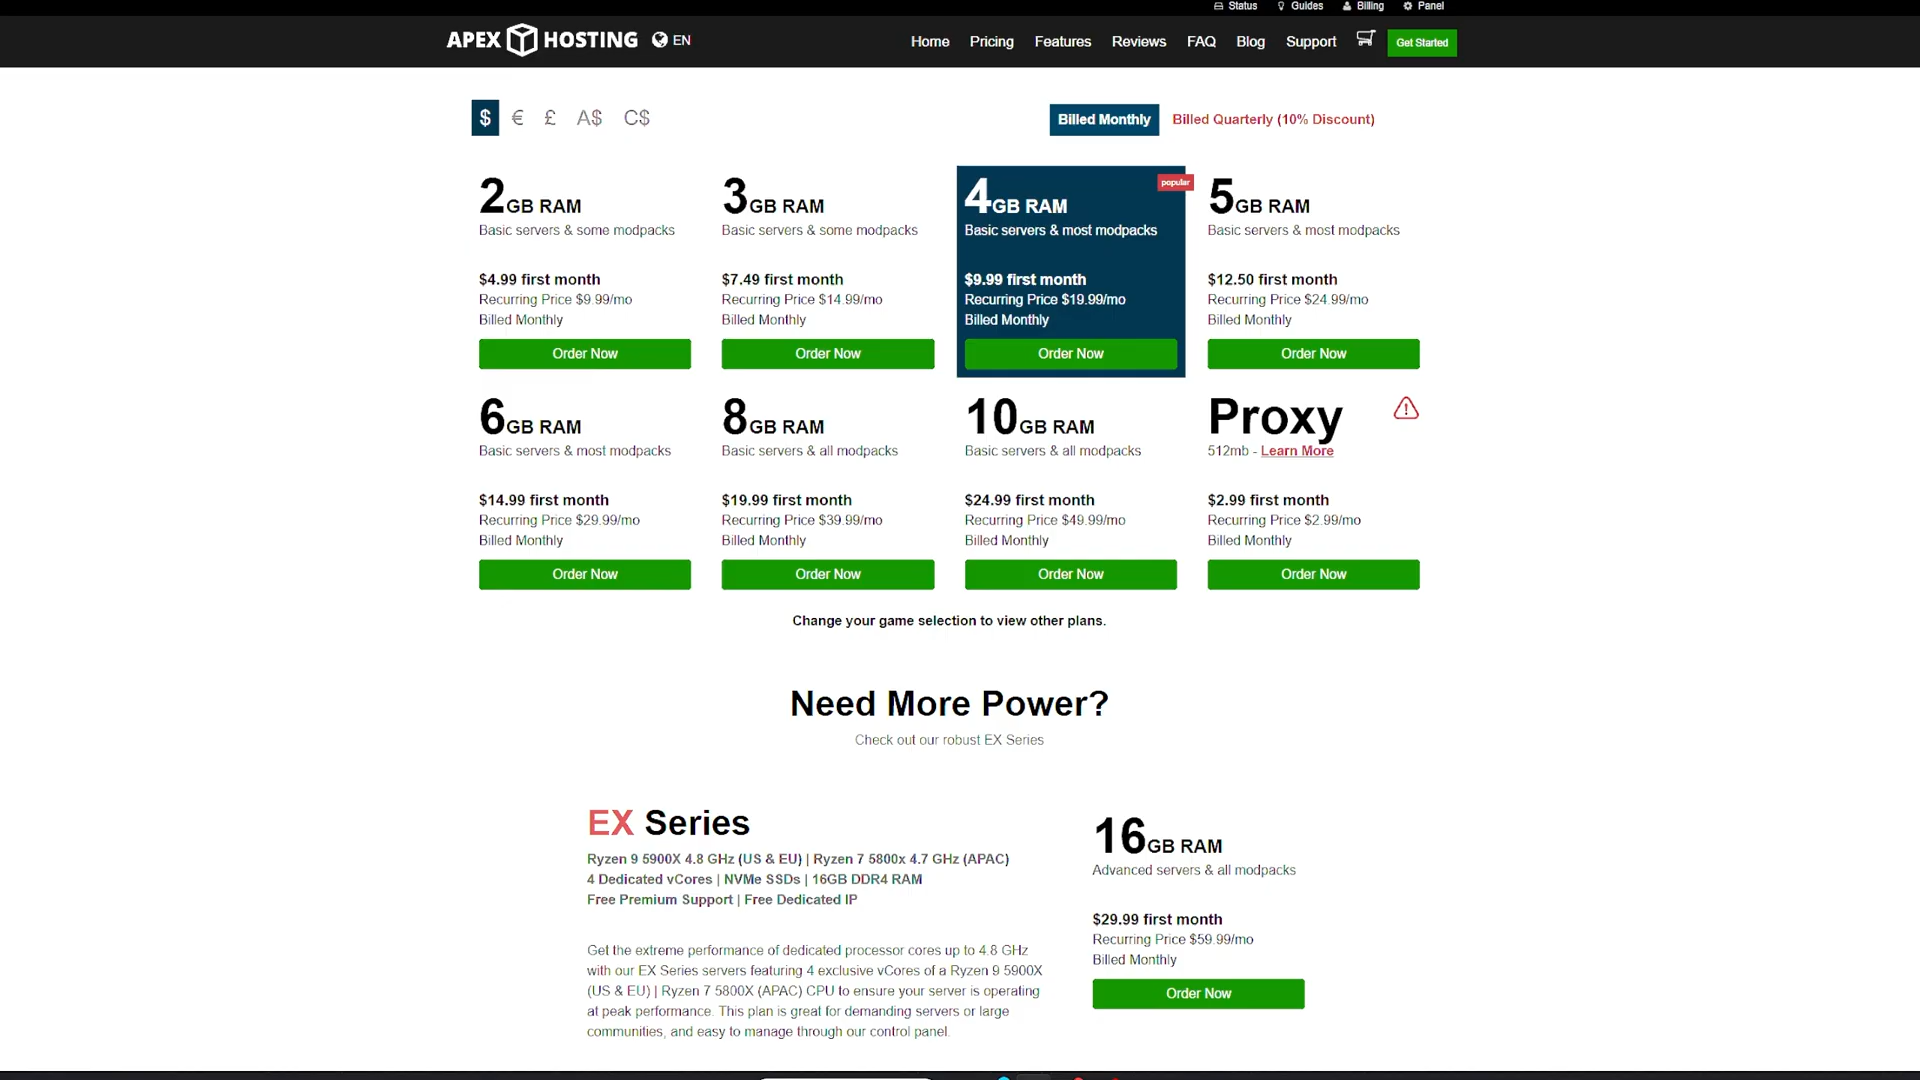 Status Guides Billing Panel
APEX HOSTING EN Home Pricing Features Reviews FAQ Blog Support Get Started
$ € £ A$ C$ Billed Monthly Billed Quarterly (10% Discount)
2GB RAM
Basic servers & some modpacks
$4.99 first month
Recurring Price $9.99/mo
Billed Monthly
Order Now
3GB RAM
Basic servers & some modpacks
$7.49 first month
Recurring Price $14.99/mo
Billed Monthly
Order Now
popular
4GB RAM
Basic servers & most modpacks
$9.99 first month
Recurring Price $19.99/mo
Billed Monthly
Order Now
5GB RAM
Basic servers & most modpacks
$12.50 first month
Recurring Price $24.99/mo
Billed Monthly
Order Now
6GB RAM
Basic servers & most modpacks
$14.99 first month
Recurring Price $29.99/mo
Billed Monthly
Order Now
8GB RAM
Basic servers & all modpacks
$19.99 first month
Recurring Price $39.99/mo
Billed Monthly
Order Now
10GB RAM
Basic servers & all modpacks
$24.99 first month
Recurring Price $49.99/mo
Billed Monthly
Order Now
Proxy
512mb - Learn More
$2.99 first month
Recurring Price $2.99/mo
Billed Monthly
Order Now
Change your game selection to view other plans.
Need More Power?
Check out our robust EX Series
EX Series
Ryzen 9 5900X 4.8 GHz (US & EU) | Ryzen 7 5800x 4.7 GHz (APAC)
4 Dedicated vCores | NVMe SSDs | 16GB DDR4 RAM
Free Premium Support | Free Dedicated IP
Get the extreme performance of dedicated processor cores up to 4.8 GHz
with our EX Series servers featuring 4 exclusive vCores of a Ryzen 9 5900X
(US & EU) | Ryzen 7 5800X (APAC) CPU to ensure your server is operating
at peak performance. This plan is great for demanding servers or large
communities, and easy to manage through our control panel.
16GB RAM
Advanced servers & all modpacks
$29.99 first month
Recurring Price $59.99/mo
Billed Monthly
Order Now